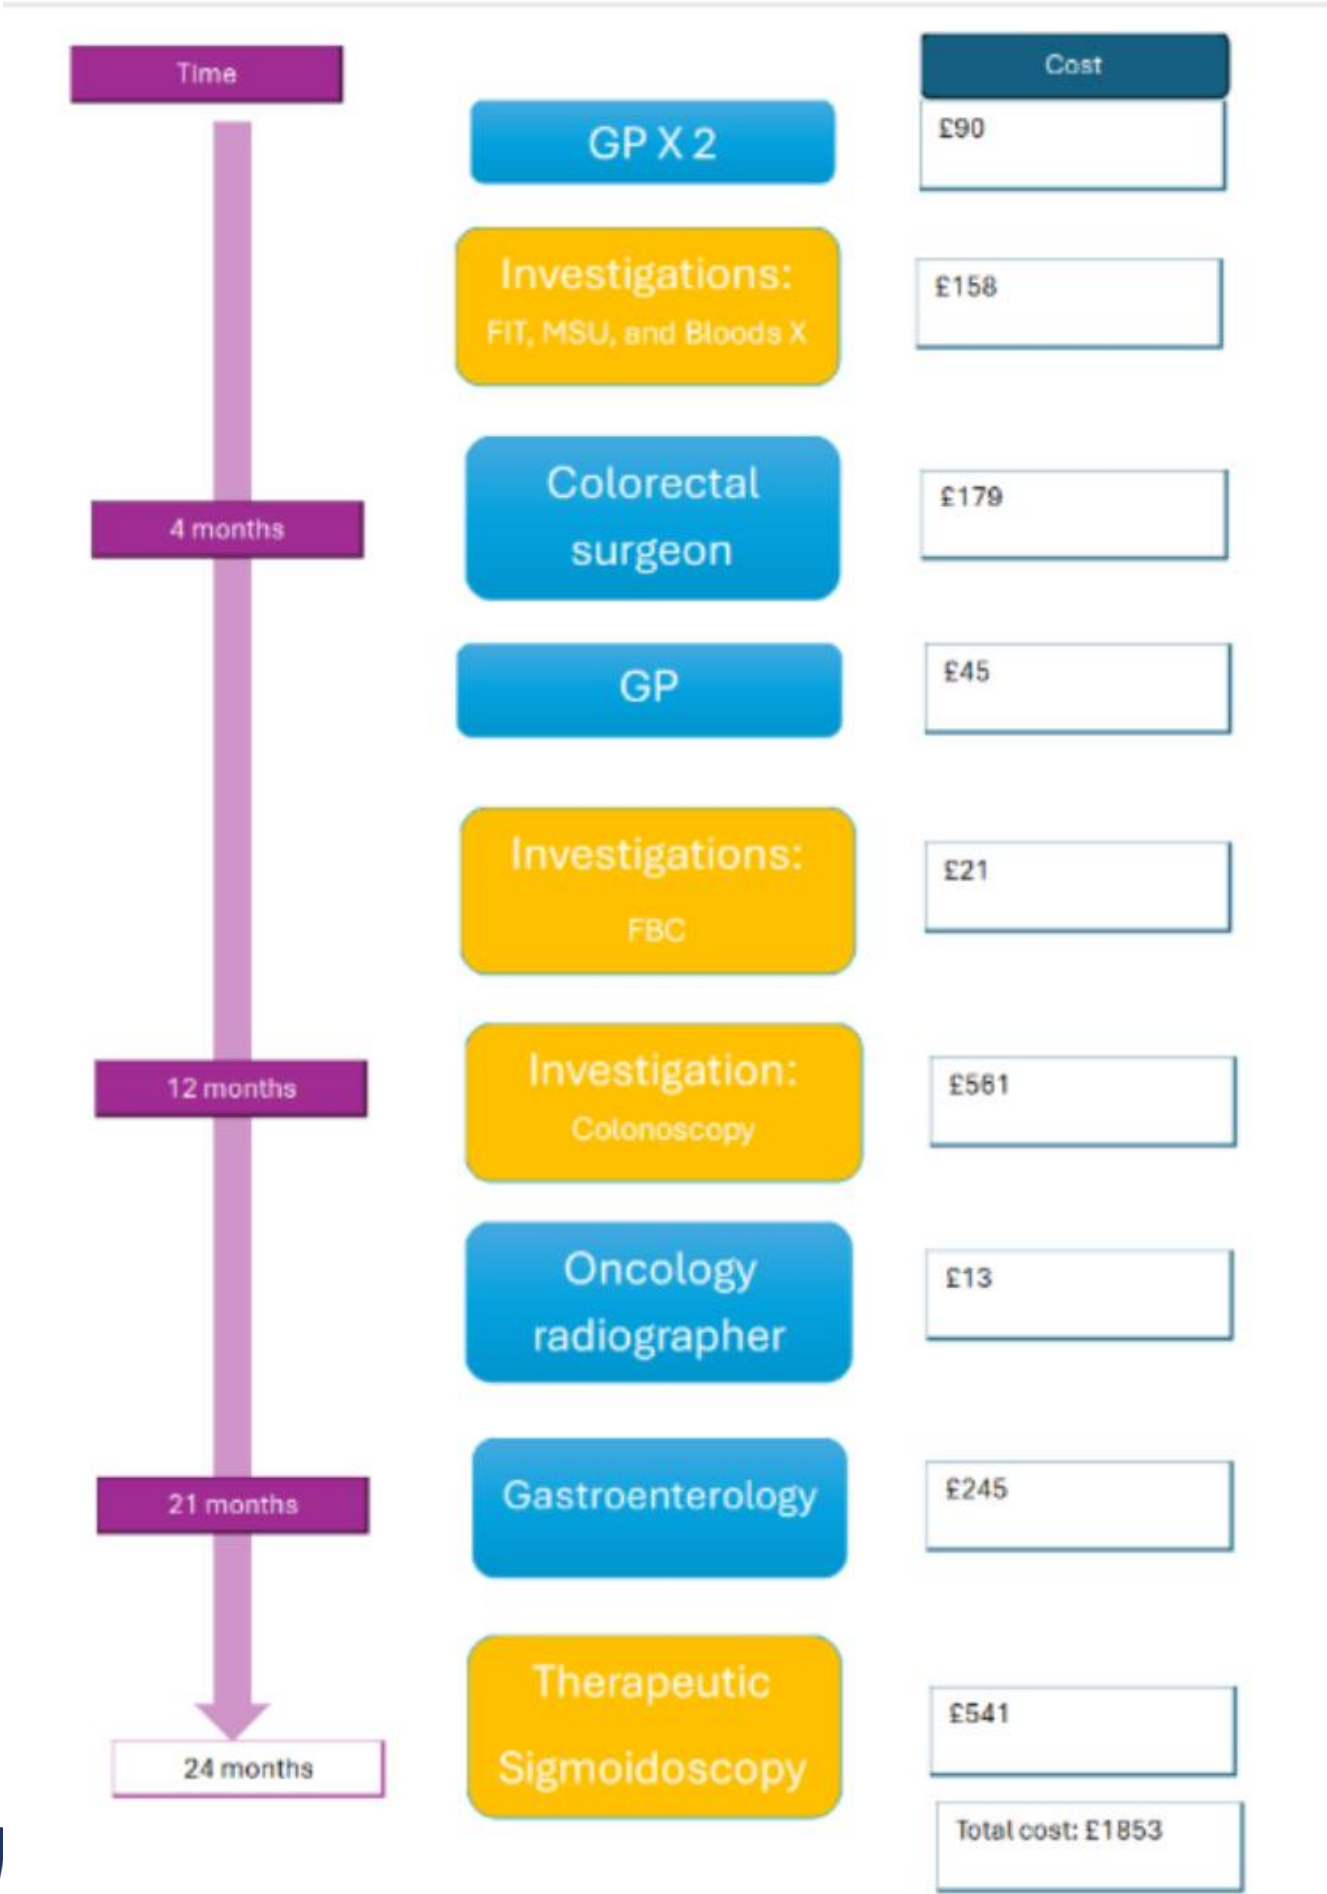 Time
Cost
GP X 2
£90
Investigations:
FIT, MSU, and Bloods X
£158
4 months
Colorectal
surgeon
£179
GP
£45
Investigations:
FBC
£21
12 months
Investigation:
Colonoscopy
£561
Oncology
radiographer
£13
21 months
Gastroenterology
£245
Therapeutic
Sigmoidoscopy
£541
24 months
Total cost: £1853